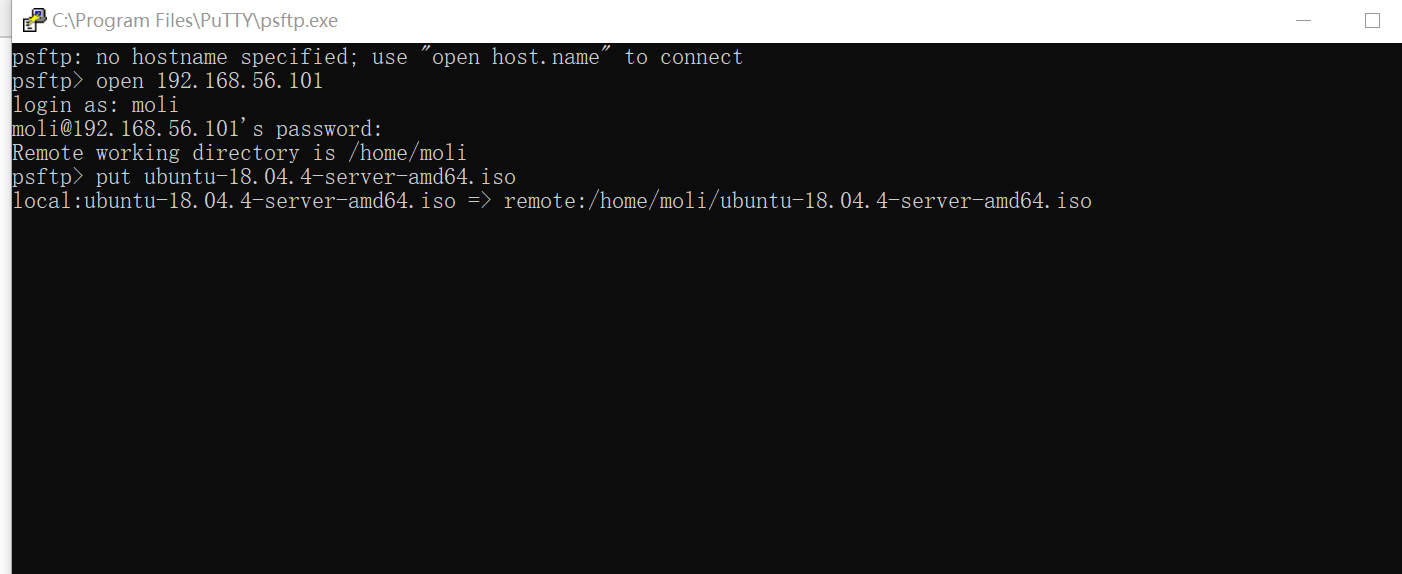 C:\Program Files\PuTTY\psftp.exe
psftp: no hostname specified; use "open host.name" to connect
psftp> open 192.168.56.101
login as: moli
moli@192.168.56.101's password:
Remote working directory is /home/moli
psftp> put ubuntu-18.04.4-server-amd64.iso
local:ubuntu-18.04.4-server-amd64.iso => remote:/home/moli/ubuntu-18.04.4-server-amd64.iso